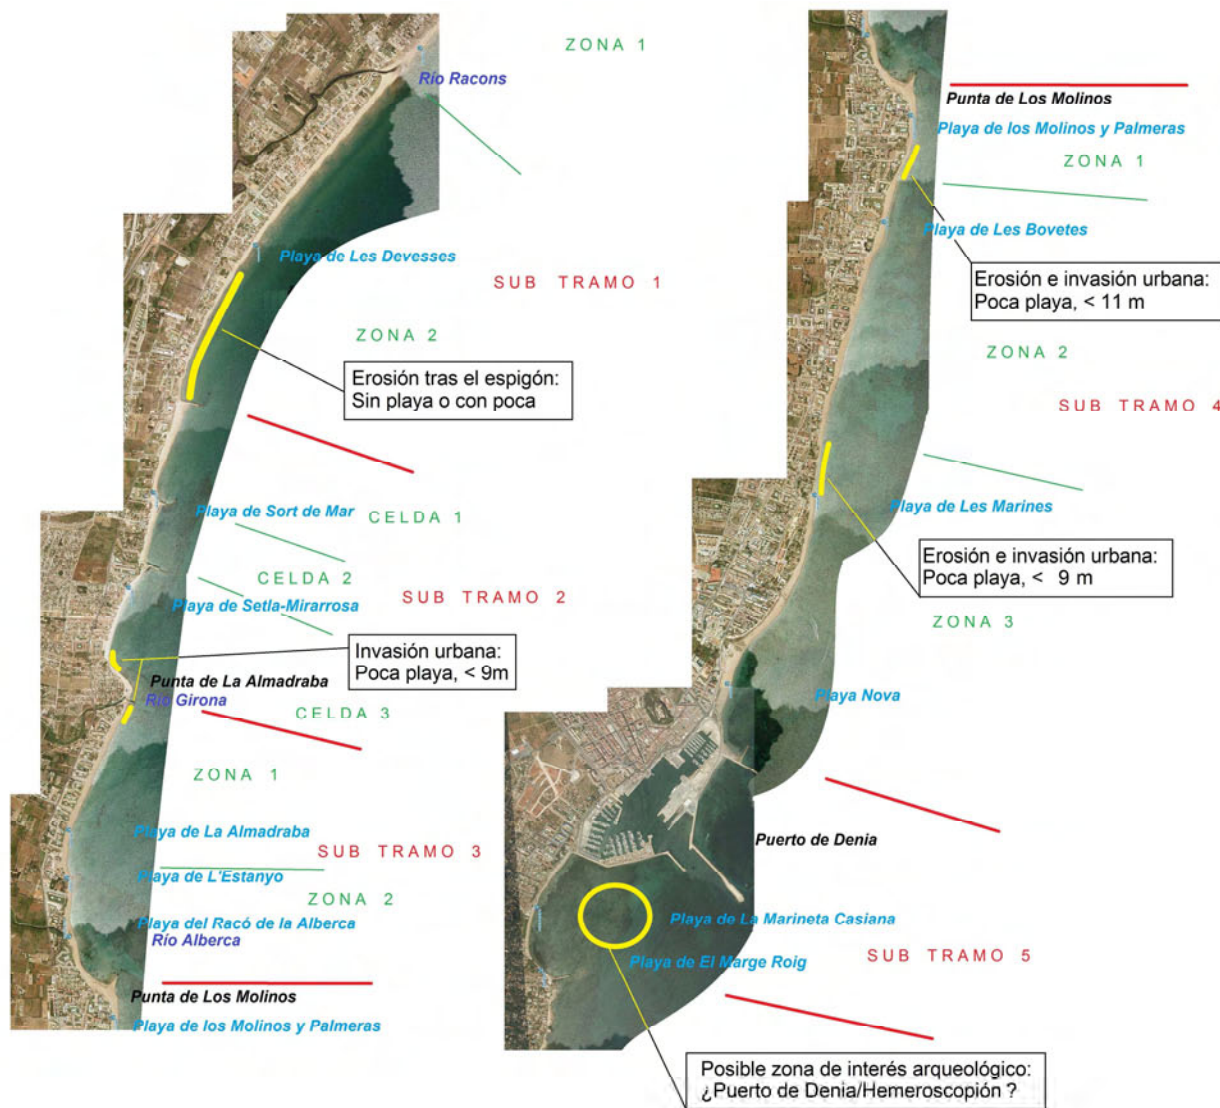 ZONA 1
Río Racons
Playa de Les Devesses
SUB TRAMO 1
ZONA 2
Erosión tras el espigón:
Sin playa o con poca
Playa de Sort de Mar
CELDA 1
CELDA 2
SUB TRAMO 2
Playa de Setla-Mirarrosa
Invasión urbana:
Poca playa, < 9m
Punta de La Almadraba
Río Girona
CELDA 3
ZONA 1
Playa de La Almadraba
SUB TRAMO 3
Playa de L'Estanyo
ZONA 2
Playa del Racó de la Alberca
Río Alberca
Punta de Los Molinos
Playa de los Molinos y Palmeras
Punta de Los Molinos
Playa de los Molinos y Palmeras
ZONA 1
Playa de Les Bovetes
Erosión e invasión urbana:
Poca playa, < 11 m
ZONA 2
SUB TRAMO 4
Playa de Les Marines
Erosión e invasión urbana:
Poca playa, < 9 m
ZONA 3
Playa Nova
Puerto de Denia
Playa de La Marineta Casiana
Playa de El Marge Roig
SUB TRAMO 5
Posible zona de interés arqueológico:
¿Puerto de Denia/Hemeroscopión ?